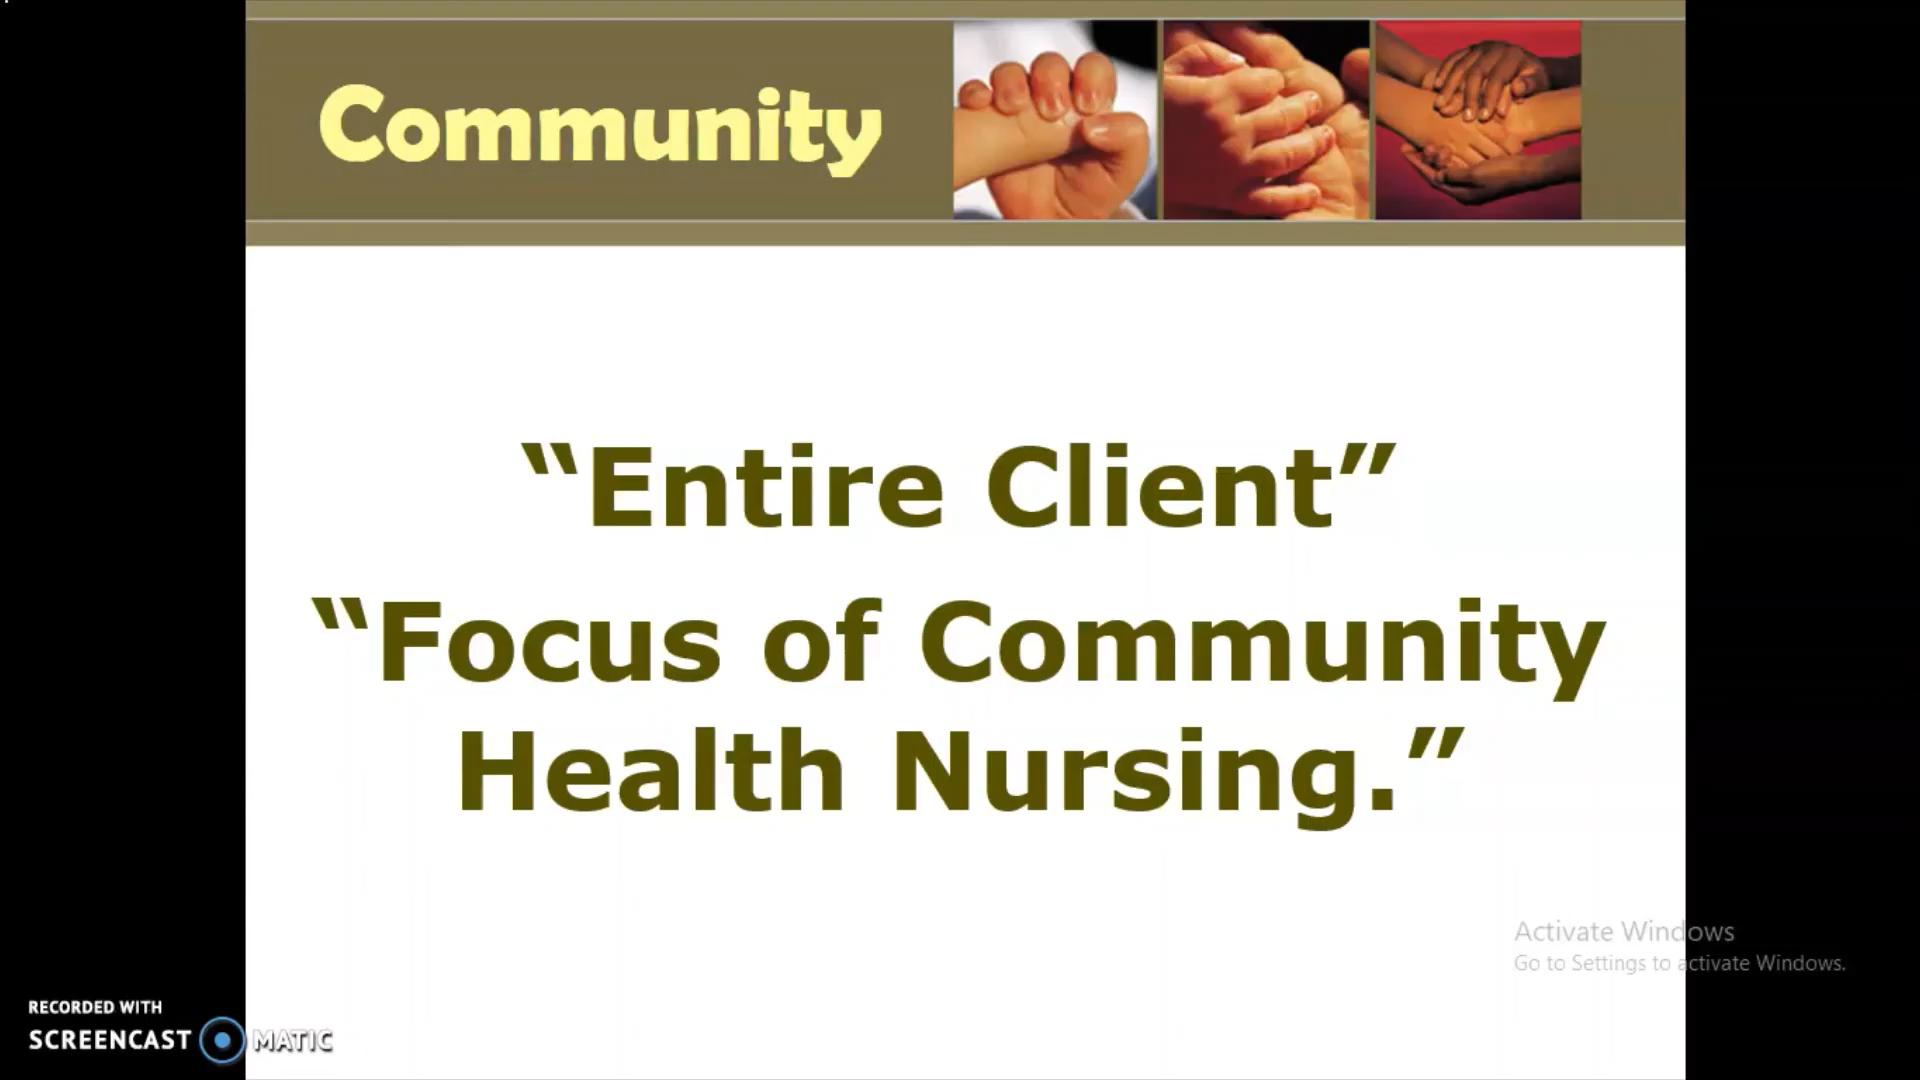 Community
“Entire Client”
“Focus of Community
Health Nursing.”
Activate Windows
Go to Settings to activate Windows.
RECORDED WITH
SCREENCAST MATIC